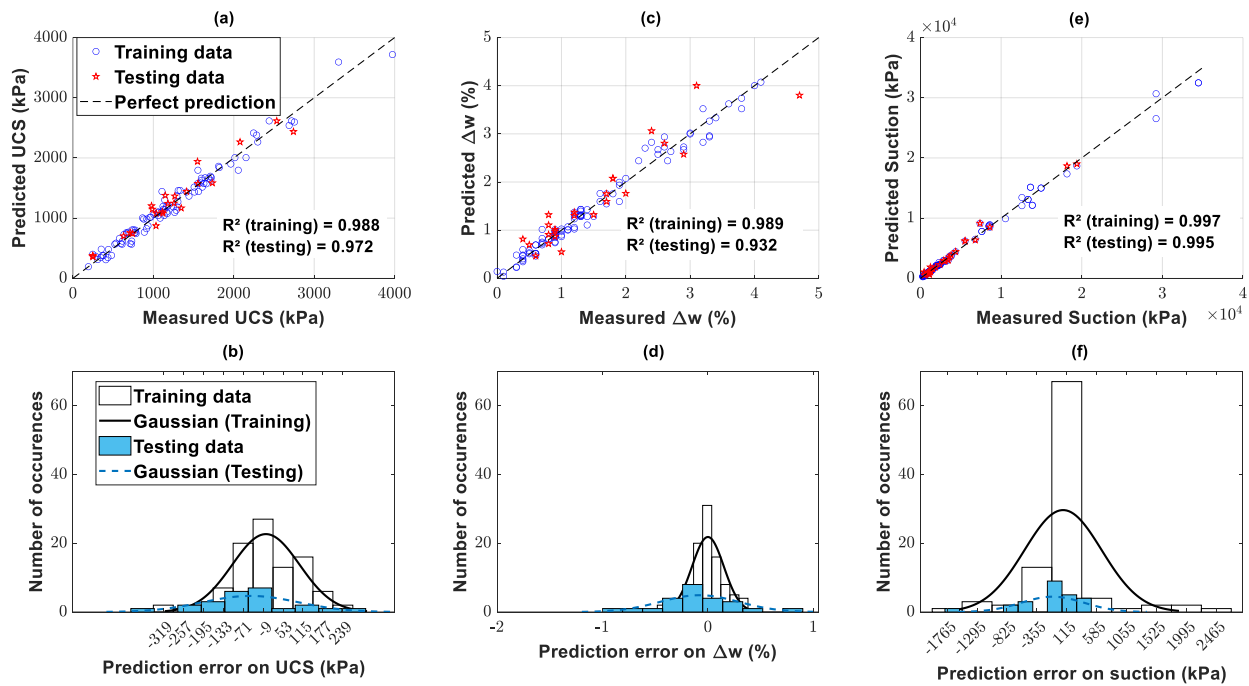 (a)
4000
3000
2000
1000
0
Predicted UCS (kPa)
Training data
Testing data
Perfect prediction
R² (training) = 0.988
R² (testing) = 0.972
0 1000 2000 3000 4000
Measured UCS (kPa)
(c)
5
4
3
2
1
0
Predicted Δw (%)
R² (training) = 0.989
R² (testing) = 0.932
0 1 2 3 4 5
Measured Δw (%)
(e)
×10⁴
4
3
2
1
0
Predicted Suction (kPa)
R² (training) = 0.997
R² (testing) = 0.995
0 1 2 3 4
×10⁴
Measured Suction (kPa)
(b)
60
40
20
0
Number of occurences
Training data
Gaussian (Training)
Testing data
Gaussian (Testing)
-319 -257 -195 -133 -71 -9 53 115 177 239
Prediction error on UCS (kPa)
(d)
60
40
20
0
Number of occurences
-2 -1 0 1
Prediction error on Δw (%)
(f)
60
40
20
0
Number of occurences
-1765 -1295 -825 -355 115 585 1055 1525 1995 2465
Prediction error on suction (kPa)